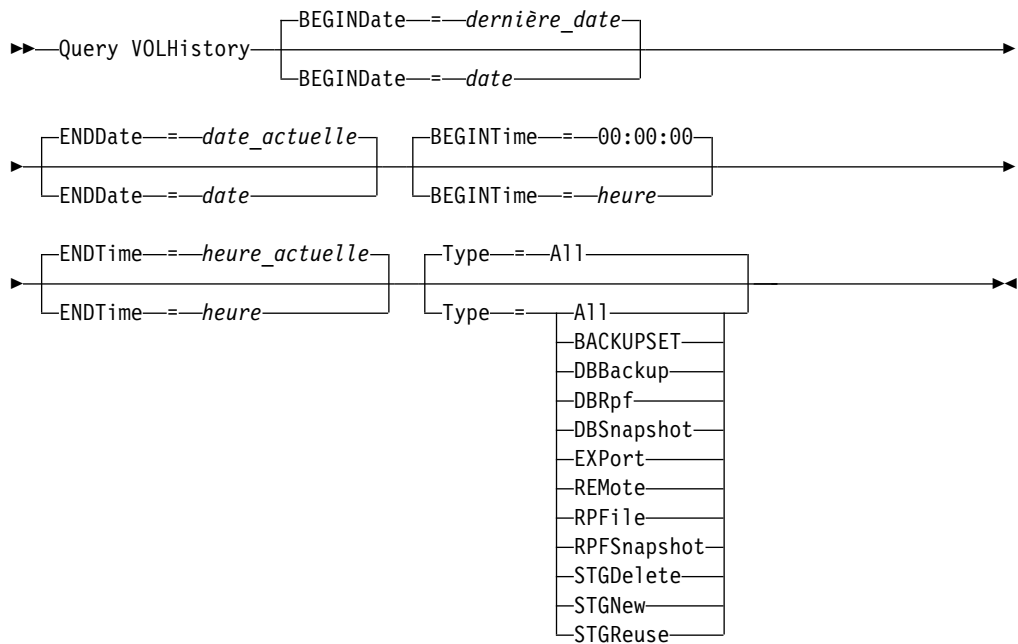 BEGINDate = dernière_date
Query VOLHistory
BEGINDate = date
ENDDate = date_actuelle BEGINTime = 00:00:00
ENDDate = date BEGINTime = heure
ENDTime = heure_actuelle Type = All
ENDTime = heure Type = All
BACKUPSET
DBBackup
DBRpf
DBSnapshot
EXPort
REMote
RPFile
RPFSnapshot
STGDelete
STGNew
STGReuse